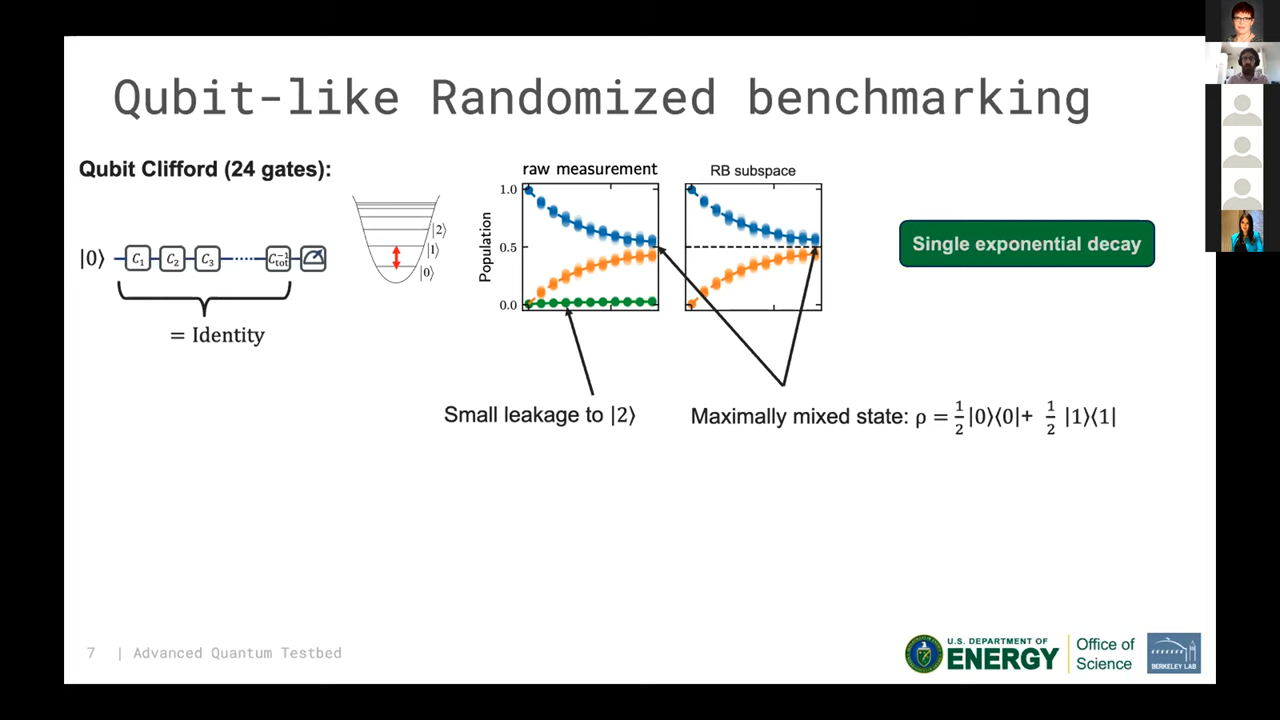 Qubit-like Randomized benchmarking
Qubit Clifford (24 gates):
|0⟩ C₁ C₂ C₃ C⁻¹tot
= Identity
|2⟩
|1⟩
|0⟩
raw measurement
Population
1.0
0.5
0.0
RB subspace
Single exponential decay
Small leakage to |2⟩
Maximally mixed state: ρ = ½|0⟩⟨0|+ ½ |1⟩⟨1|
7 | Advanced Quantum Testbed
U.S. DEPARTMENT OF
ENERGY
Office of
Science
BERKELEY LAB